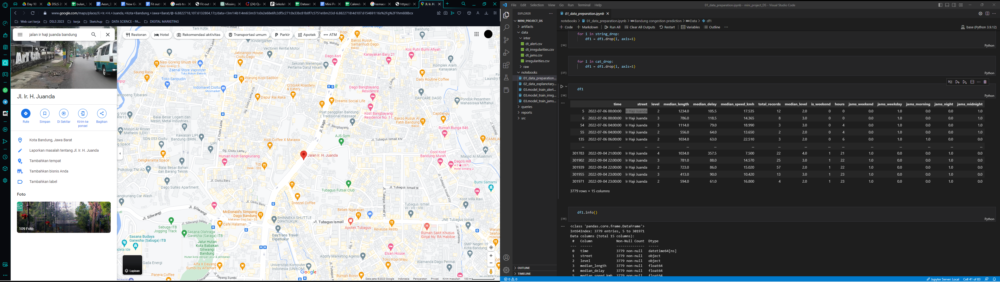 Day 10
DSLS 2
bulan_1
Aeon_D
New G
Fit out
web tra
Fit out C
Missing
(24) Qu
Sekolah
Dataset
Mini Pr
Calenda
kemace
https://
Jl. Ir. H.
www.google.com/maps/place/Jl.+Ir.+H.+Juanda,+Kota+Bandung,+Jawa+Barat/@-6.8822718,107.6132804,17z/data=!3m1!4b1!4m6!3m5!1s0x2e68e6fc2df5c271:0x33bc81b0f7c5751e!8m2!3d-6.8822718!4d107.6154691!16s%2Fg%2F1hm608bcx
Web cari kerja
DSLS 2023
kerja
Sketchup
DATA SCIENCE - PA...
DIGITAL MARKETING
jalan ir haji juanda bandung
Restoran
Hotel
Rekomendasi aktivitas
Transportasi umum
Parkir
Apotek
ATM
Jl. Ir. H. Juanda
Rute
Simpan
Di Sekitar
Kirim ke
ponsel
Bagikan
Kota Bandung, Jawa Barat
Laporkan masalah tentang Jl. Ir. H. Juanda
Tambahkan tempat
Tambahkan bisnis Anda
Tambahkan label
Foto
109 Foto
Bakso Rusuk
Samanhudi Dago
Bakso
Vectoren Rental Motor
Jatinangor House
- Cisitu Dago
Dago Asri
Kanayakan Baru 21
Kos Putri Bumi Afiyah
Komplek Alam
Kanayakan
Nasi Goreng Ghusti 69
Zaenal Store Vaporizer
Toko Rokok Elektrik
Sekolah Menengah
Pertama Darul Hikam
Saung Rasa
Toko Saripudin
Warung Kopi Sadikin
Indomaret Cisitu
Minimarket
CISGAR Roastery
& Eatery
Daily Routine Coffee
Dago Bangbayang
Residence
DAYCARE DAGO
Dapur Rai Raka
Dreams Social Life
Pondok Pesantren
Mahasiswa Miftahul...
Pijat panggilan Bandung
( Tradisional massage...
Kost Bangbayang
Residence No. 11
Capdangu
Bakso Rusuk Al
Fatih Bandung
Bakso
Balai Besar Logam dan
Mesin, Metal Industries...
Masjid Ar Royan
Matheos (LDII)
Jl. Dago
Jl. Bangbayang
Rumah Bunga 846
Kawasan LIPI
Bandung (BRIN...
SDN 053 Cisitu
Kozi Coffee X Marawa
AJS Gym
Jl. Tubagus Ismail XIV
LIPI
Gg. Cisitu Lama
Jalan Ir. H. Juanda
Hunian Kost Sangkuriang
Cool Kost
Bandung Murah
Masjid Al Mualimin
Cengkerama Space
Tizi
Steak - $$$
Dago's Hill
4.3 ★ (267)
Hotel bintang 2
Balai Besar Bahan
dan Barang Teknik
Jl. Cisitu Baru
Dago Suites Apartment
Tubagus Futsal Club
Jl. Tubagus Ismail IX
Bumi Samami
Dreezel Coffee
Kost Villa Ravi
Jl. Siliwangi
McDonald's Simpang
Dago Bandung
Makanan Siap Saji - $$
Bebek Ngarasan
Tubagus Ismail
VI - VII - VIII
BHINNEKA SHUTTLE
DIPATIUKUR
Jl. Tubagus Ismail
JNE Tubagus Ismail
Sabuga ITB
Jogging Track
Cafe Halaman
Apotek Tubagus
Reveuse Resto
Sasana Olahraga
Ganesha (Saraga) ITB
DayTrans Travel
Dipatiukur
Rumah Sakit Khusus
Ginjal Ny. RA Habibie
Sasana Budaya
Ganesha (Sabuga) ITB
Jalur Hutan
Kota Babakan
Siliwangi
Bandung
Hutan kota dengan jalur & jembatan
SMP Negeri 19
Kota Bandung
Elsan House
Toko Kopi Maju
Abdify Marketing Agensi
Alamanda Dago Permai
Alfa X Dayang
Sumbi by Alfamart
Universitas Komputer
Indonesia (UNIKOM)
Gada Energi
Panera Coffee
Rumah Ronin
Jl. Dayang Sumbi
Lapisan
Google
Data peta ©2023 Google
Indonesia
Persyaratan
Privasi
Kirim masukan
100 m
File Edit Selection View Go Run Terminal Help
01_data_preparation.ipynb - mini_project_DS - Visual Studio Code
EXPLORER
MINI_PROJECT_DS
artifacts
data
inter
dt_alert.csv
dt_irregularities.csv
dt_jams.csv
irregularities.csv
raw
notebooks
01_data_preparation...
02_data_explanotary...
03.model_train_alert...
03.model_train_irreg...
03.model_train_jams...
queries
reports
src
OUTLINE
TIMELINE
01_data_preparation.ipynb
notebooks > 01_data_preparation.ipynb > Bandung congestion prediction > Data > df1
+ Code + Markdown Run All Clear All Outputs Restart Variables Outline ...
base (Python 3.9.12)
for i in string_drop:
df1 = df1.drop(i, axis=1)
[36]
Python
for i in cat_drop:
df1 = df1.drop(i, axis=1)
[37]
Python
df1
[38]
Python
time street level median_length median_delay median_speed_kmh total_records median_level is_weekend hours jams_weekend jams_weekday jams_morning jams_night jams_midnight
5 2022-07-06 00:00:00 Ir Haji Juanda 2 1234.0 105.5 17.535 12 2.0 0 0 0.0 1.0 0.0 0.0 1.0
6 2022-07-06 00:00:00 Ir Haji Juanda 3 786.0 118.5 14.365 8 3.0 0 0 0.0 1.0 0.0 0.0 1.0
54 2022-07-06 04:00:00 Ir Haji Juanda 3 1114.0 79.0 18.990 3 3.0 0 4 0.0 1.0 0.0 0.0 1.0
55 2022-07-06 04:00:00 Ir Haji Juanda 2 556.0 64.0 13.650 2 2.0 0 4 0.0 1.0 0.0 0.0 1.0
135 2022-07-06 06:00:00 Ir Haji Juanda 2 1034.0 63.0 22.510 3 2.0 0 6 0.0 1.0 1.0 0.0 0.0
... ... ... ... ... ... ... ... ... ... ... ... ... ... ... ...
301783 2022-09-04 21:00:00 Ir Haji Juanda 4 1034.0 357.5 7.500 22 4.0 1 21 1.0 0.0 0.0 1.0 0.0
301902 2022-09-04 22:00:00 Ir Haji Juanda 3 781.0 88.0 14.570 25 3.0 1 22 1.0 0.0 0.0 1.0 0.0
301939 2022-09-04 22:00:00 Ir Haji Juanda 2 723.0 86.0 15.020 57 2.0 1 22 1.0 0.0 0.0 1.0 0.0
301955 2022-09-04 23:00:00 Ir Haji Juanda 3 413.0 90.0 10.420 13 3.0 1 23 1.0 0.0 0.0 1.0 0.0
301971 2022-09-04 23:00:00 Ir Haji Juanda 2 594.0 61.0 16.800 4 2.0 1 23 1.0 0.0 0.0 1.0 0.0
3779 rows × 15 columns
df1.info()
[39]
Python
<class 'pandas.core.frame.DataFrame'>
Int64Index: 3779 entries, 5 to 301971
Data columns (total 15 columns):
# Column Non-Null Count Dtype
--- ------ -------------- -----
0 time 3779 non-null datetime64[ns]
1 street 3779 non-null object
2 level 3779 non-null object
3 median_length 3779 non-null float64
4 median_delay 3779 non-null float64
5 median_speed_kmh 3779 non-null float64
0 0
Jupyter Server: Local
Cell 41 of 83